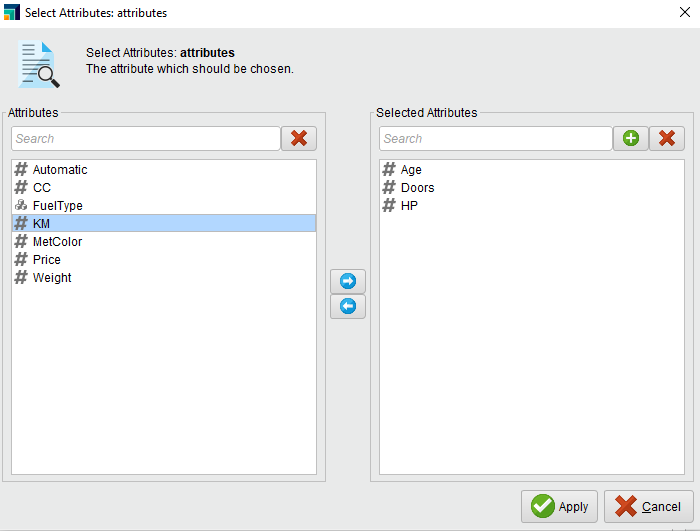 Select Attributes: attributes
Select Attributes: attributes
The attribute which should be chosen.
Attributes
Search
Automatic
CC
FuelType
KM
MetColor
Price
Weight
Selected Attributes
Search
Age
Doors
HP
Apply
Cancel